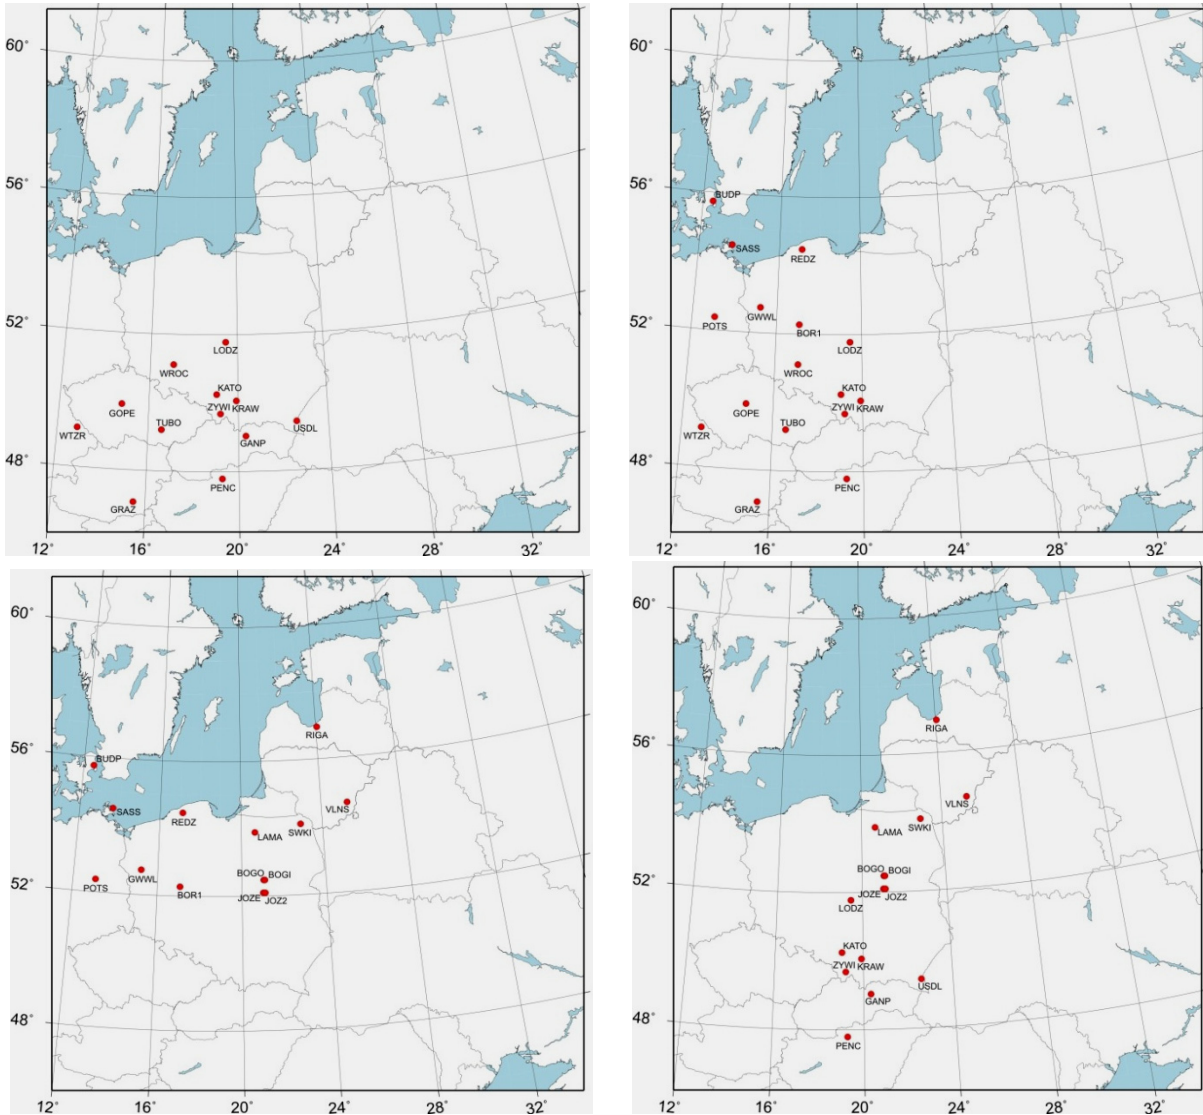 60°
56°
BUDP
SASS
REDZ
52°
LODZ
WROC
KATO
GOPE
ZYWI KRAW
WTZR
TUBO
USDL
GANP
48°
PENC
GRAZ
12° 16° 20° 24° 28° 32°
60°
56°
52°
GWWL
POTS
BOR1
LODZ
WROC
KATO
GOPE
ZYWI KRAW
WTZR
TUBO
48°
PENC
GRAZ
12° 16° 20° 24° 28° 32°
60°
RIGA
56°
BUDP
SASS
VLNS
REDZ
SWKI
LAMA
GWWL
BOGO BOGI
POTS
52°
BOR1
JOZE JOZ2
48°
12° 16° 20° 24° 28° 32°
60°
RIGA
56°
VLNS
SWKI
LAMA
BOGO BOGI
52°
JOZE JOZ2
LODZ
KATO
ZYWI KRAW
USDL
GANP
48°
PENC
12° 16° 20° 24° 28° 32°